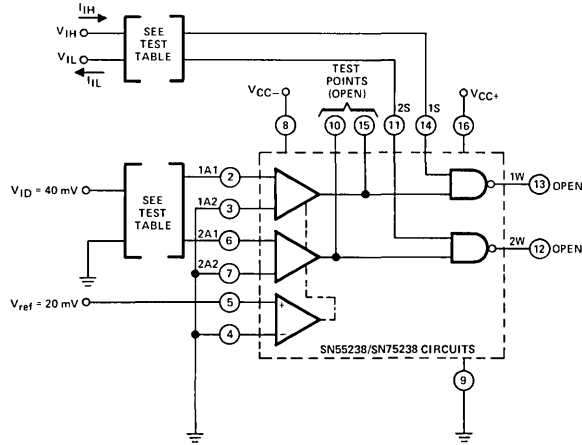 IIH
VIH
VIL
IIL
SEE
TEST
TABLE
TEST
POINTS
(OPEN)
VCC−
2S
1S
VCC+
8
10
15
11
14
16
VID = 40 mV
SEE
TEST
TABLE
1A1
2
1A2
3
2A1
6
2A2
7
Vref = 20 mV
5
+
4
−
1W
13
OPEN
2W
12
OPEN
SN55238/SN75238 CIRCUITS
9